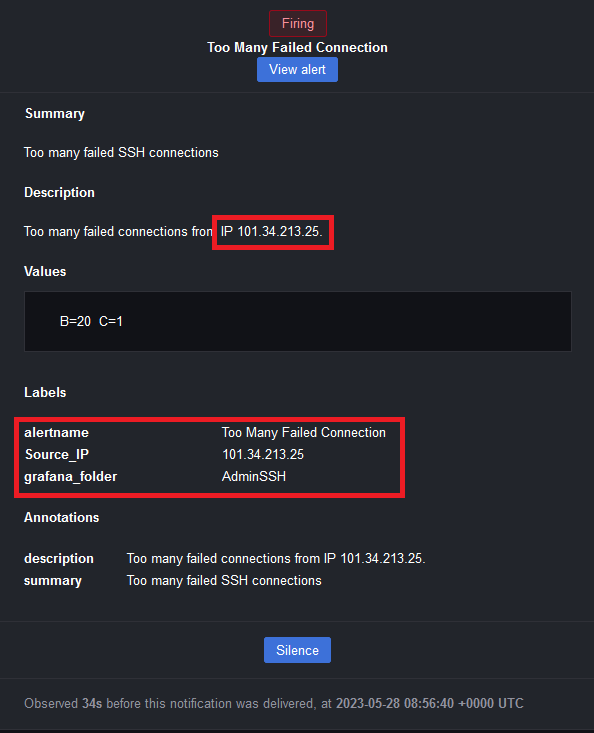 Firing
Too Many Failed Connection
View alert
Summary
Too many failed SSH connections
Description
Too many failed connections from IP 101.34.213.25.
Values
B=20 C=1
Labels
alertname Too Many Failed Connection
Source_IP 101.34.213.25
grafana_folder AdminSSH
Annotations
description Too many failed connections from IP 101.34.213.25.
summary Too many failed SSH connections
Silence
Observed 34s before this notification was delivered, at 2023-05-28 08:56:40 +0000 UTC